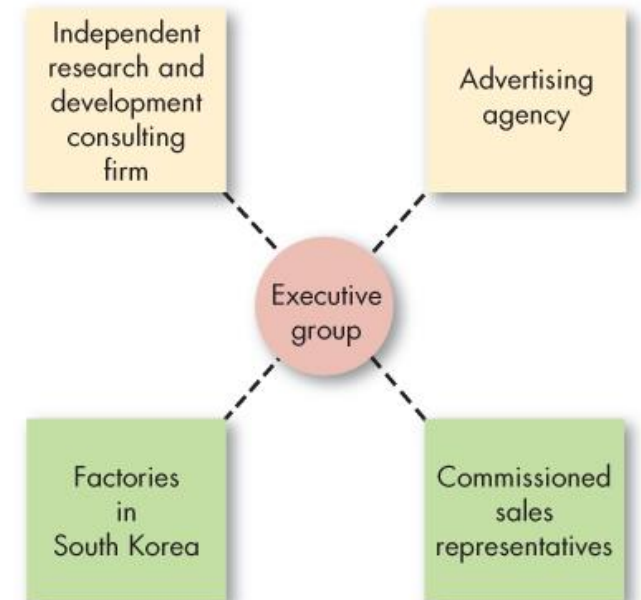 Independent
research and
development
consulting
firm
Advertising
agency
Executive
group
Factories
in
South Korea
Commissioned
sales
representatives